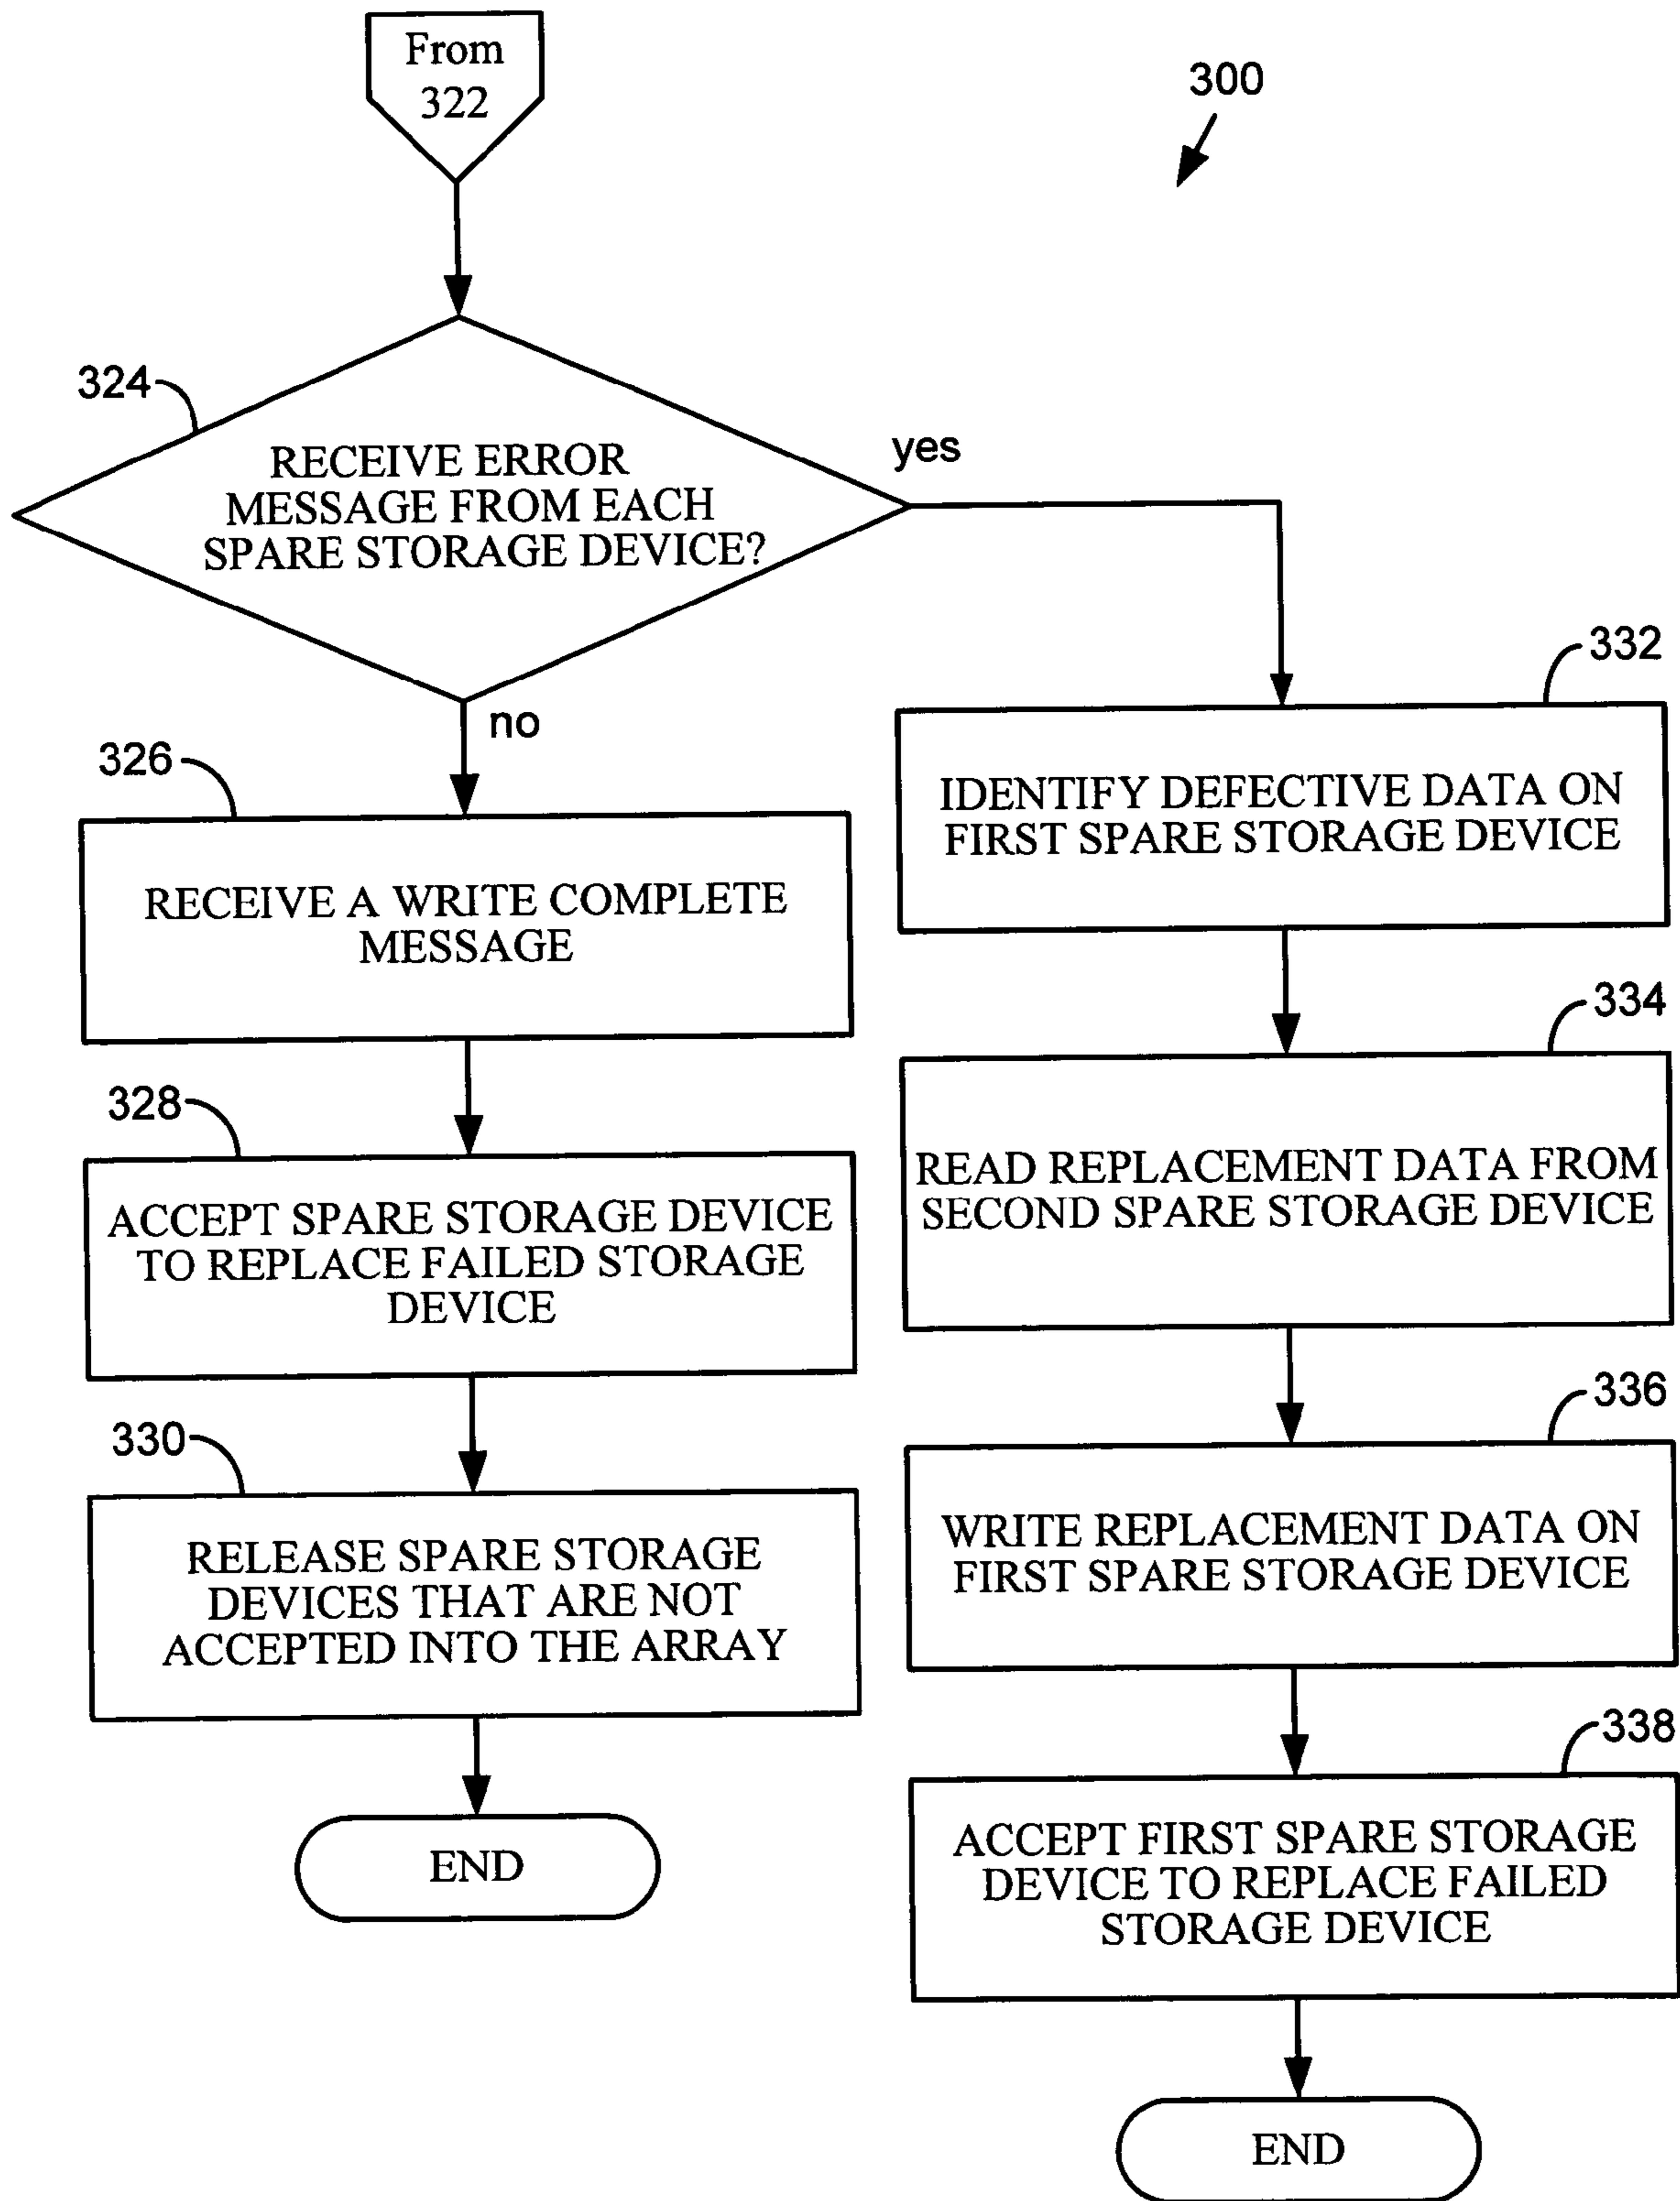 From
322
300
324
RECEIVE ERROR
MESSAGE FROM EACH
SPARE STORAGE DEVICE?
yes
no
326
RECEIVE A WRITE COMPLETE
MESSAGE
328
ACCEPT SPARE STORAGE DEVICE
TO REPLACE FAILED STORAGE
DEVICE
330
RELEASE SPARE STORAGE
DEVICES THAT ARE NOT
ACCEPTED INTO THE ARRAY
END
332
IDENTIFY DEFECTIVE DATA ON
FIRST SPARE STORAGE DEVICE
334
READ REPLACEMENT DATA FROM
SECOND SPARE STORAGE DEVICE
336
WRITE REPLACEMENT DATA ON
FIRST SPARE STORAGE DEVICE
338
ACCEPT FIRST SPARE STORAGE
DEVICE TO REPLACE FAILED
STORAGE DEVICE
END